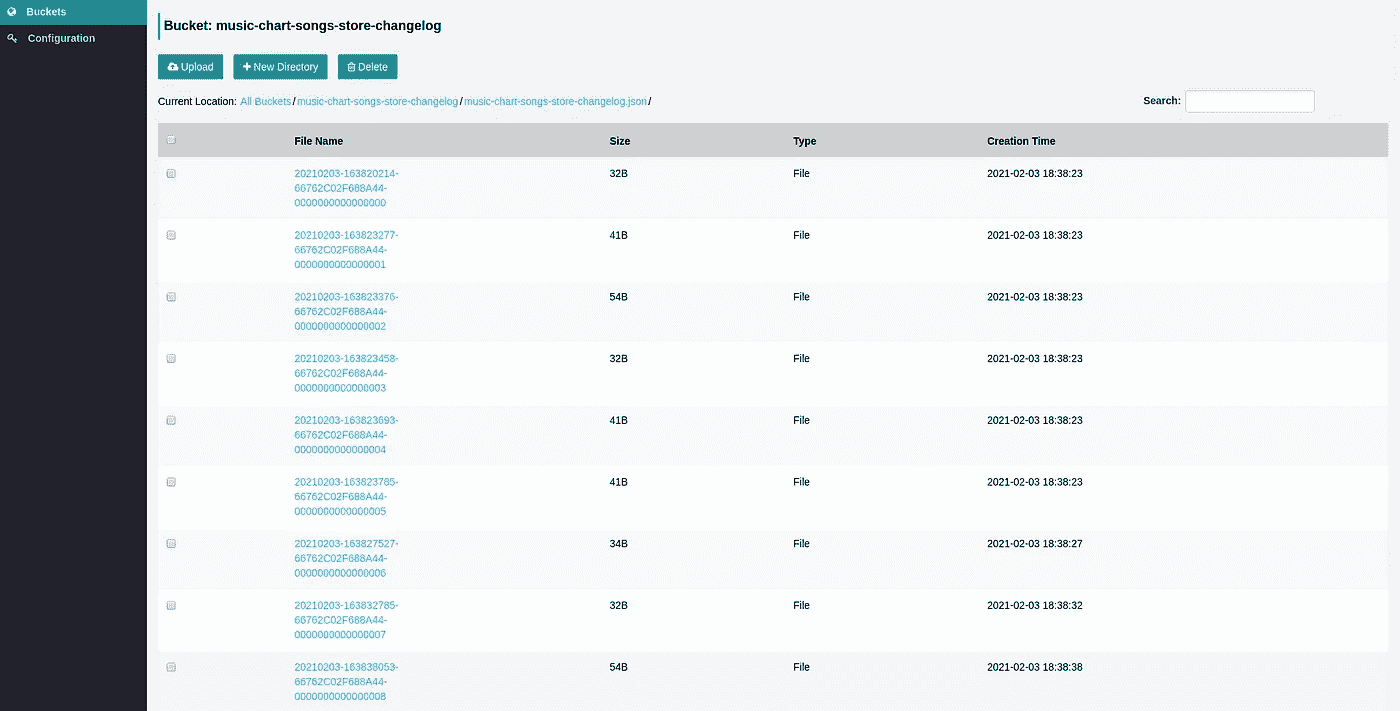 Buckets
Configuration
Bucket: music-chart-songs-store-changelog
Upload
New Directory
Delete
Current Location: All Buckets / music-chart-songs-store-changelog / music-chart-songs-store-changelog.json /
Search:
File Name Size Type Creation Time
20210203-163820214- 32B File 2021-02-03 18:38:23
66762C02F688A44-
0000000000000000
20210203-163823277- 41B File 2021-02-03 18:38:23
66762C02F688A44-
0000000000000001
20210203-163823376- 54B File 2021-02-03 18:38:23
66762C02F688A44-
0000000000000002
20210203-163823458- 32B File 2021-02-03 18:38:23
66762C02F688A44-
0000000000000003
20210203-163823693- 41B File 2021-02-03 18:38:23
66762C02F688A44-
0000000000000004
20210203-163823785- 41B File 2021-02-03 18:38:23
66762C02F688A44-
0000000000000005
20210203-163827527- 34B File 2021-02-03 18:38:27
66762C02F688A44-
0000000000000006
20210203-163832785- 32B File 2021-02-03 18:38:32
66762C02F688A44-
0000000000000007
20210203-163838053- 54B File 2021-02-03 18:38:38
66762C02F688A44-
0000000000000008